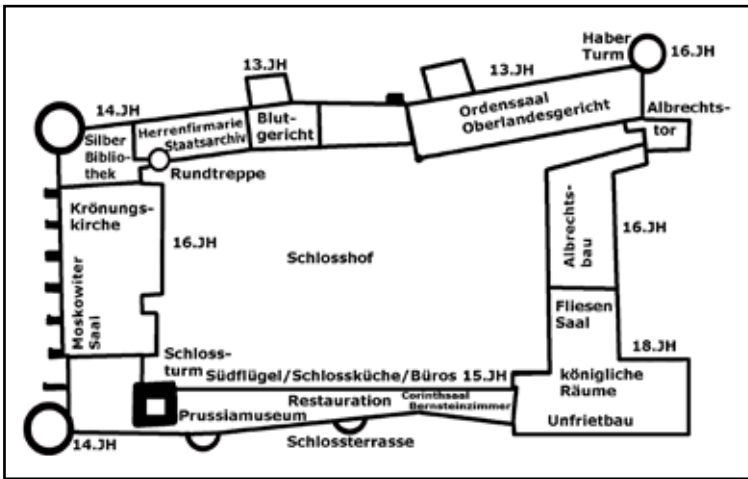 Haber
Turm
16.JH
13.JH
13.JH
14.JH
Ordenssaal
Oberlandesgericht
Albrechts-
tor
Herrenfirmarie
Staatsarchiv
Blut-
gericht
Silber
Biblio-
thek
Rundtreppe
Krönungs-
kirche
16.JH
Schlosshof
Albrechts-
bau
16.JH
Moskowiter
Saal
Fliesen
Saal
18.JH
Schloss-
turm
Südflügel/Schlossküche/Büros 15.JH
königliche
Räume
Restauration
Corinthsaal
Bernsteinzimmer
Prussiamuseum
Unfrietbau
14.JH
Schlossterrasse